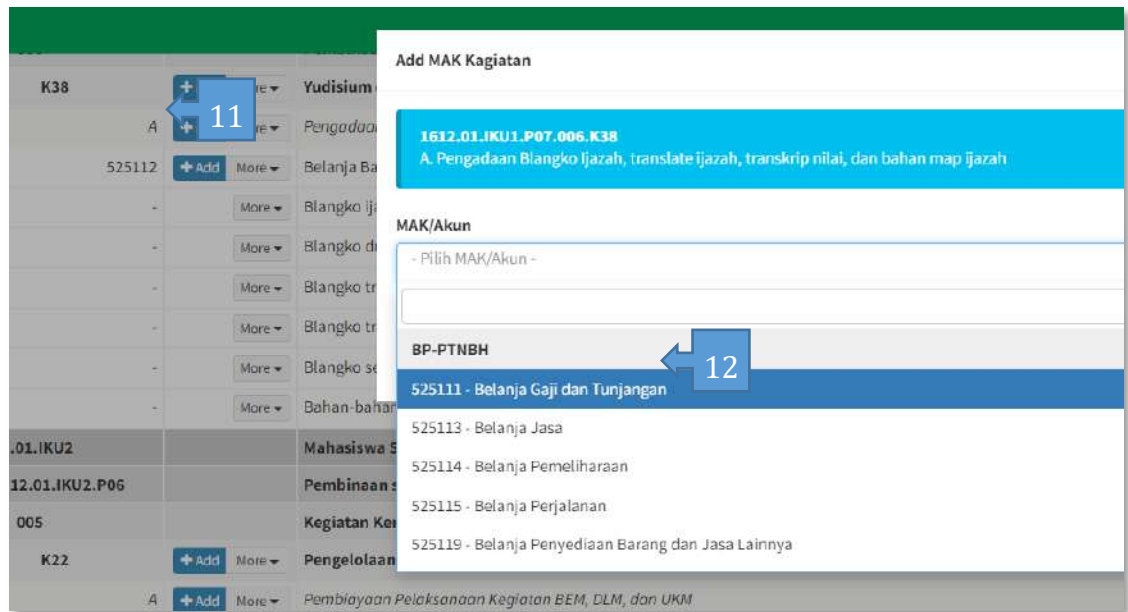 Add MAK Kagiatan
K38 Yudisium
A Pengadaan
11
1612.01.IKU1.P07.006.K38
A. Pengadaan Blangko Ijazah, translate ijazah, transkrip nilai, dan bahan map ijazah
525112 + Add More Belanja Ba
- More Blangko ij
MAK/Akun
- More Blangko d
- Pilih MAK/Akun -
- More Blangko tr
- More Blangko tr
BP-PTNBH
12
- More Blangko se
525111 - Belanja Gaji dan Tunjangan
- More Bahan-bahan
525113 - Belanja Jasa
.01.IKU2 Mahasiswa S
525114 - Belanja Pemeliharaan
12.01.IKU2.P06 Pembinaan
525115 - Belanja Perjalanan
005 Kegiatan Ke
525119 - Belanja Penyediaan Barang dan Jasa Lainnya
K22 + Add More Pengelolaan
A + Add More Pembiayaan Pelaksanaan Kegiatan BEM, DLM, dan UKM